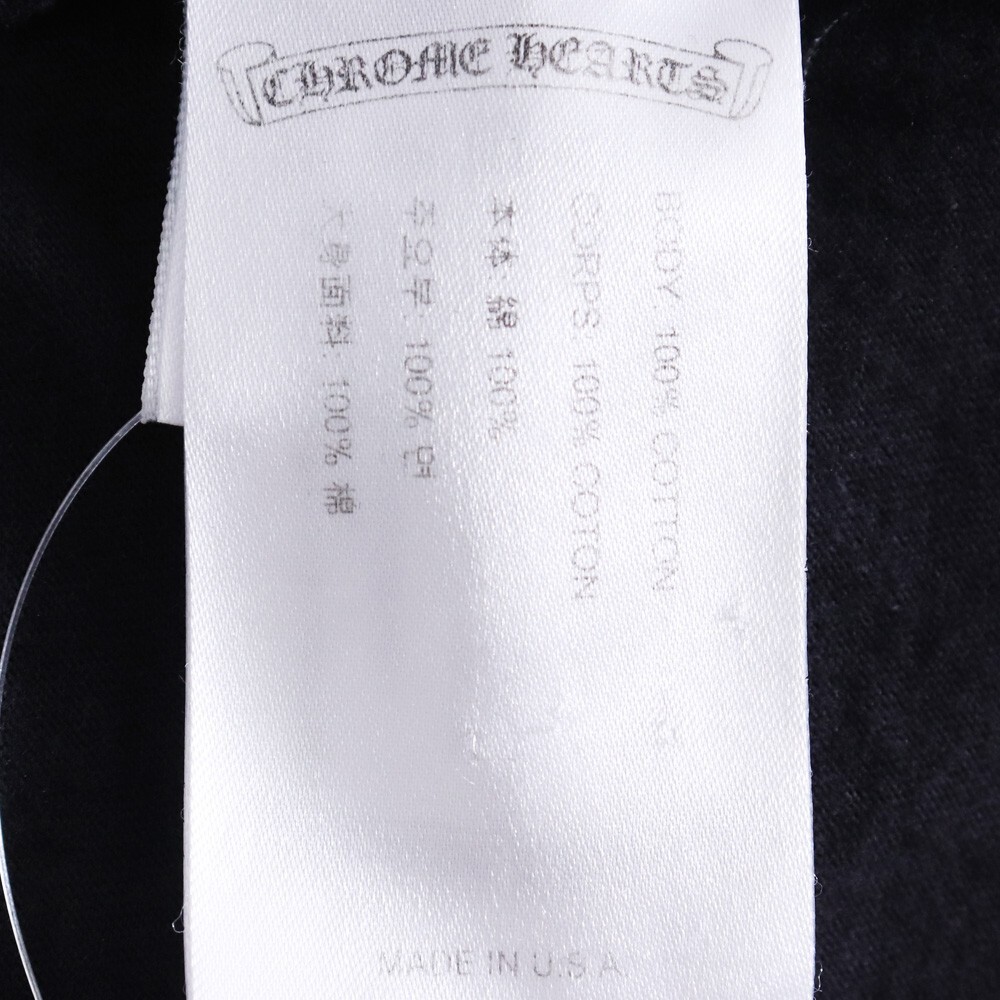 CHROME HEARTS
BODY: 100% COTTON
CORPS: 100% COTON
本体: 綿 100%
주요부: 100% 면
大身面料: 100% 棉
MADE IN U.S.A.